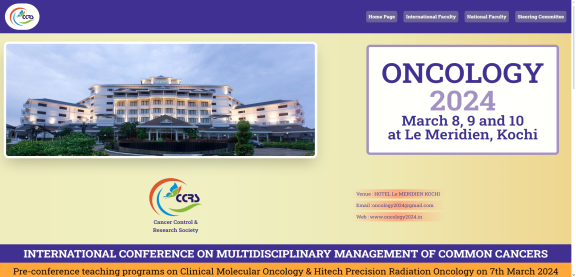 CCRS
Home Page
International Faculty
National Faculty
Steering Committee
ONCOLOGY
2024
March 8, 9 and 10
at Le Meridien, Kochi
CCRS
Cancer Control &
Research Society
Venue : HOTEL Le MERIDIEN KOCHI
Email: oncology2024@gmail.com
Web : www.oncology2024.in
INTERNATIONAL CONFERENCE ON MULTIDISCIPLINARY MANAGEMENT OF COMMON CANCERS
Pre-conference teaching programs on Clinical Molecular Oncology & Hitech Precision Radiation Oncology on 7th March 2024